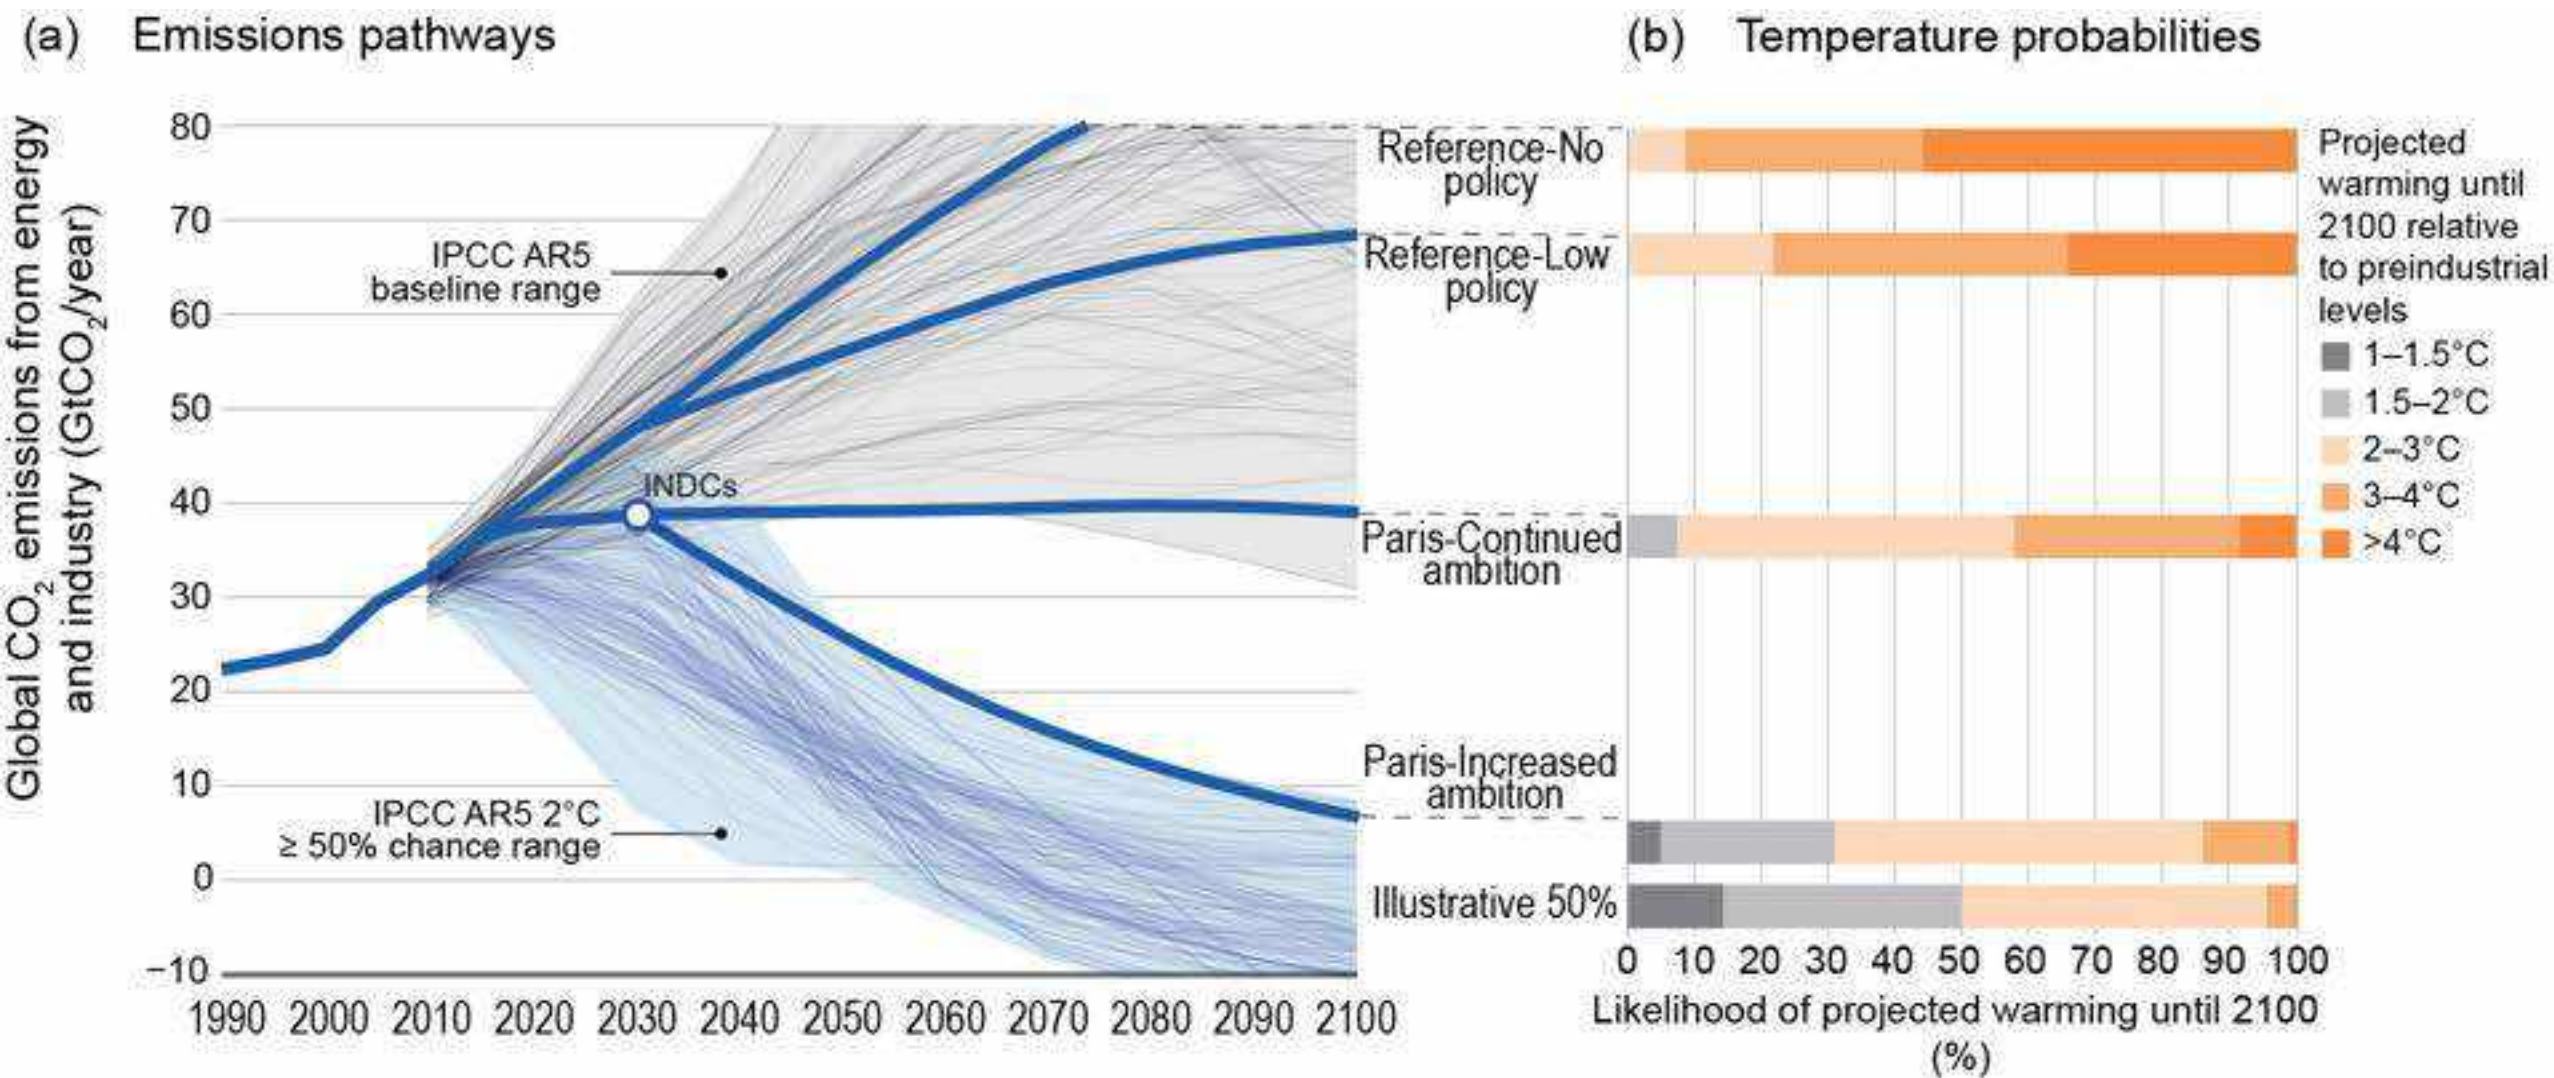 (a) Emissions pathways
Global CO₂ emissions from energy
and industry (GtCO₂/year)
80
70
60
50
40
30
20
10
0
−10
IPCC AR5
baseline range
INDCs
IPCC AR5 2°C
≥ 50% chance range
1990 2000 2010 2020 2030 2040 2050 2060 2070 2080 2090 2100
Reference-No
policy
Reference-Low
policy
Paris-Continued
ambition
Paris-Increased
ambition
Illustrative 50%
(b) Temperature probabilities
0 10 20 30 40 50 60 70 80 90 100
Likelihood of projected warming until 2100
(%)
Projected
warming until
2100 relative
to preindustrial
levels
1–1.5°C
1.5–2°C
2–3°C
3–4°C
>4°C